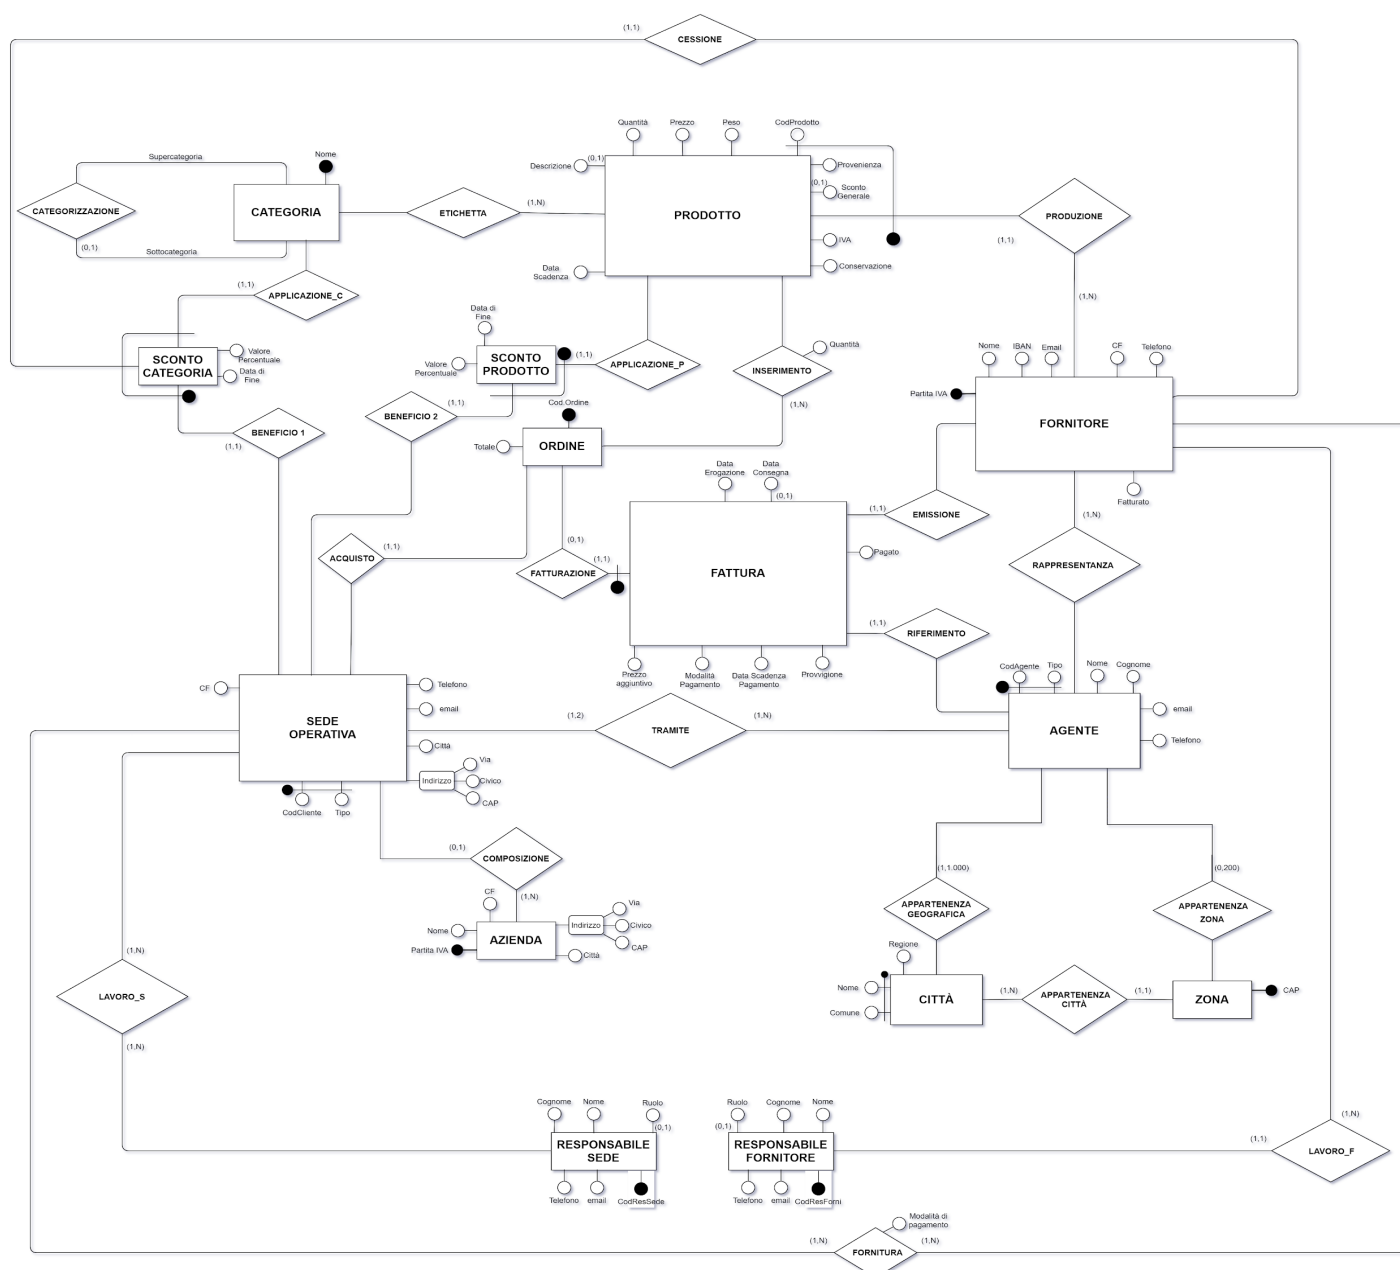 (1,1)
CESSIONE
Quantità
Prezzo
Peso
CodProdotto
Supercategoria
Nome
Descrizione
(0,1)
Provenienza
(0,1)
Sconto
Generale
CATEGORIZZAZIONE
CATEGORIA
ETICHETTA
(1,N)
PRODOTTO
PRODUZIONE
(0,1)
Sottocategoria
IVA
(1,1)
Data
Scadenza
Conservazione
(1,1)
APPLICAZIONE_C
(1,N)
Data di
Fine
Valore
Percentuale
SCONTO
CATEGORIA
Data di
Fine
Valore
Percentuale
SCONTO
PRODOTTO
(1,1)
APPLICAZIONE_P
Quantità
INSERIMENTO
Nome
IBAN
Email
CF
Telefono
Partita IVA
FORNITORE
Fatturato
(1,N)
BENEFICIO 2
(1,1)
Cod.Ordine
(1,N)
BENEFICIO 1
(1,1)
Totale
ORDINE
Data
Erogazione
Data
Consegna
(0,1)
(1,1)
EMISSIONE
(1,N)
ACQUISTO
(1,1)
(0,1)
FATTURAZIONE
(1,1)
FATTURA
Pagato
RAPPRESENTANZA
(1,1)
RIFERIMENTO
Prezzo
aggiuntivo
Modalità
Pagamento
Data Scadenza
Pagamento
Provvigione
CodAgente
Tipo
Nome
Cognome
CF
Telefono
email
Città
SEDE
OPERATIVA
(1,2)
TRAMITE
(1,N)
AGENTE
email
Telefono
Indirizzo
Via
Civico
CAP
CodCliente
Tipo
(0,1)
COMPOSIZIONE
(1,N)
CF
Nome
Partita IVA
AZIENDA
Indirizzo
Via
Civico
CAP
Città
(1,1.000)
(0,200)
APPARTENENZA
GEOGRAFICA
APPARTENENZA
ZONA
Regione
Nome
Comune
CITTÀ
(1,N)
APPARTENENZA
CITTÀ
(1,1)
ZONA
CAP
(1,N)
LAVORO_S
(1,N)
Cognome
Nome
Ruolo
(0,1)
RESPONSABILE
SEDE
Telefono
email
CodResSede
Ruolo
Cognome
Nome
(0,1)
RESPONSABILE
FORNITORE
Telefono
email
CodResForni
(1,N)
(1,1)
LAVORO_F
Modalità di
pagamento
(1,N)
FORNITURA
(1,N)